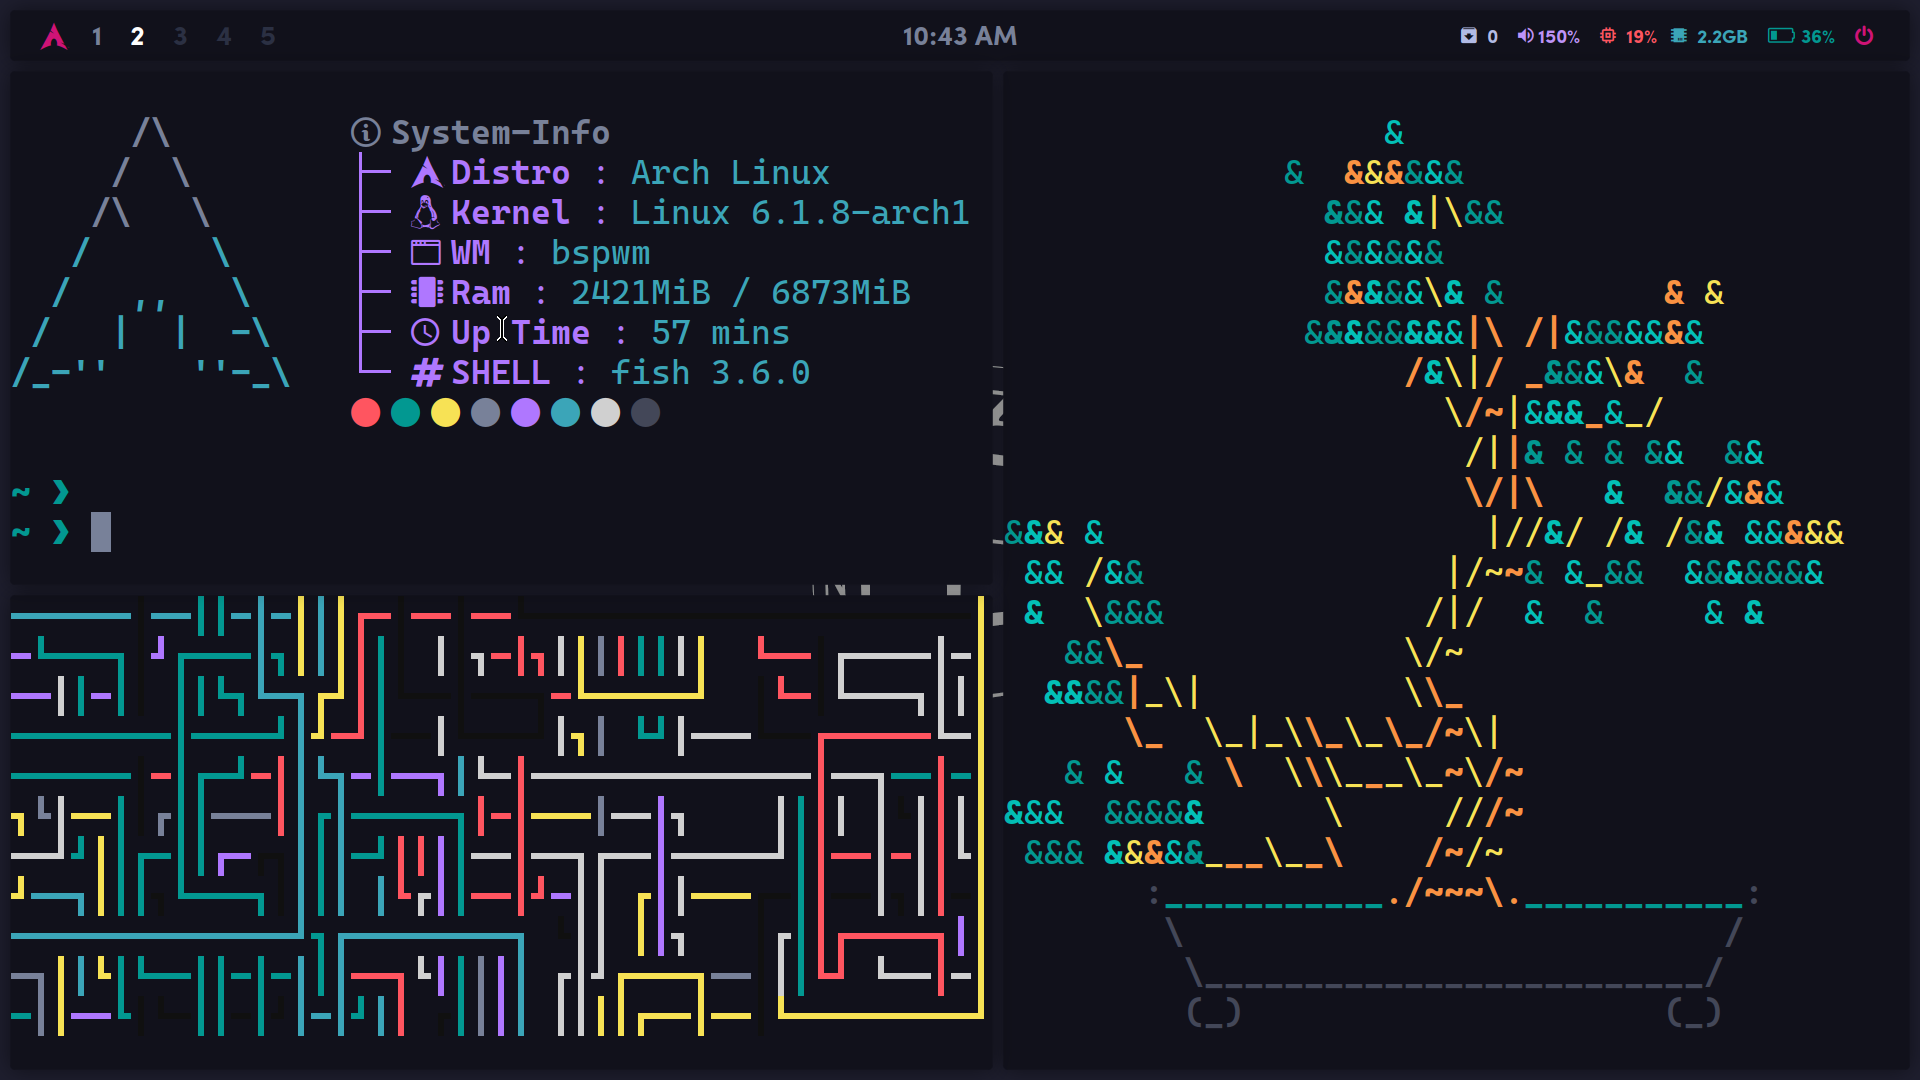 1 2 3 4 5
10:43 AM
0 150% 19% 2.2GB 36%
System-Info
Distro : Arch Linux
Kernel : Linux 6.1.8-arch1
WM : bspwm
Ram : 2421MiB / 6873MiB
Up Time : 57 mins
# SHELL : fish 3.6.0
~ ❯
~ ❯